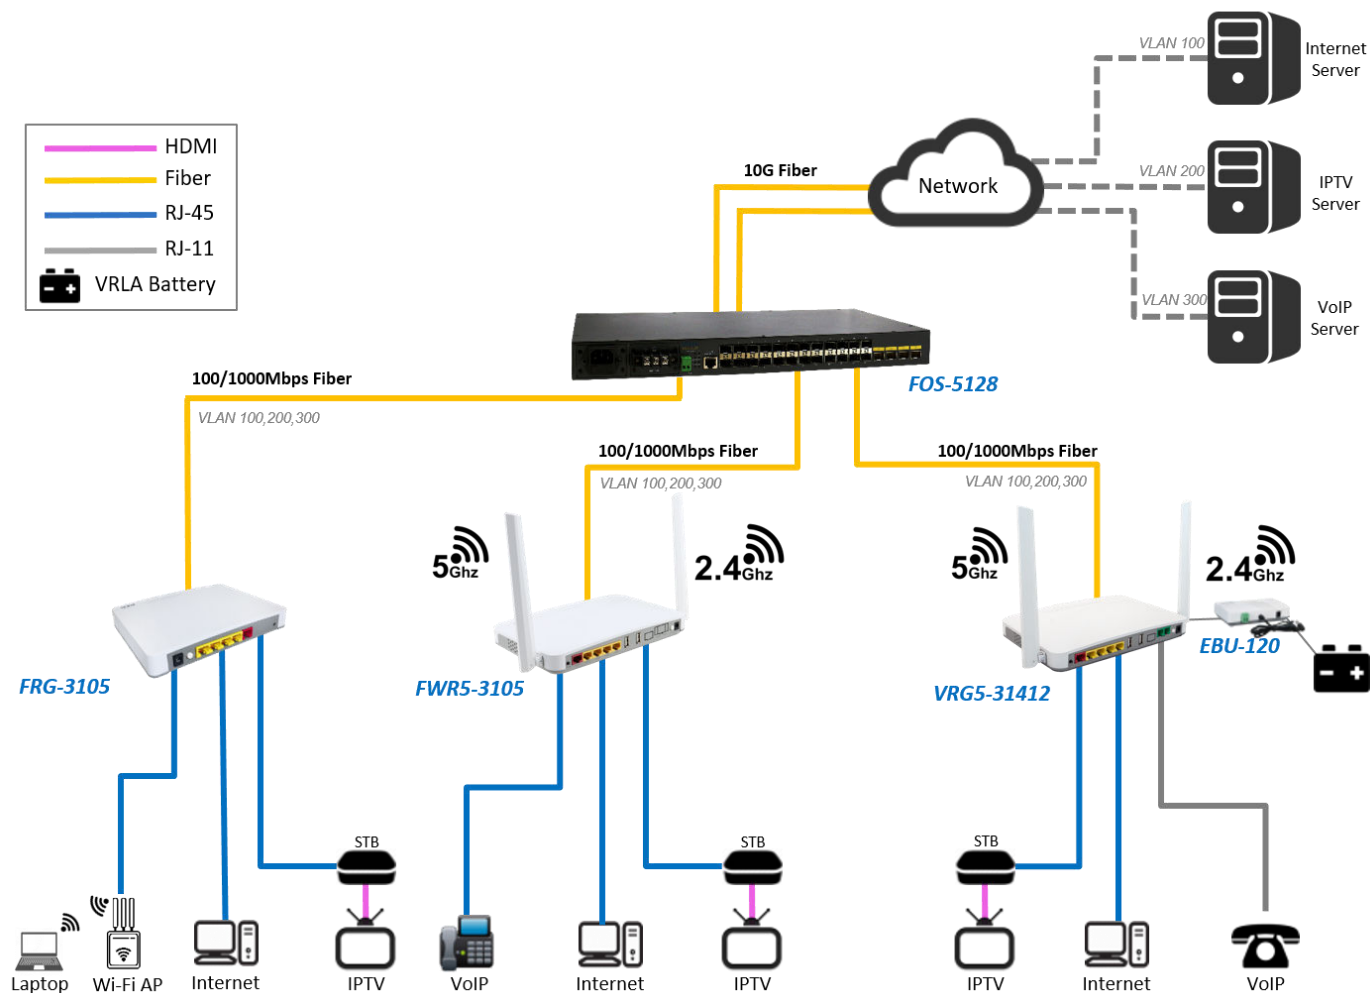 VLAN 100
Internet
Server
HDMI
Fiber
RJ-45
RJ-11
VRLA Battery
10G Fiber
Network
VLAN 200
IPTV
Server
VLAN 300
VoIP
Server
FOS-5128
100/1000Mbps Fiber
VLAN 100,200,300
100/1000Mbps Fiber
VLAN 100,200,300
100/1000Mbps Fiber
VLAN 100,200,300
5Ghz
2.4Ghz
5Ghz
2.4Ghz
FRG-3105
FWR5-3105
VRG5-31412
EBU-120
STB
STB
STB
Laptop
Wi-Fi AP
Internet
IPTV
VoIP
Internet
IPTV
IPTV
Internet
VoIP